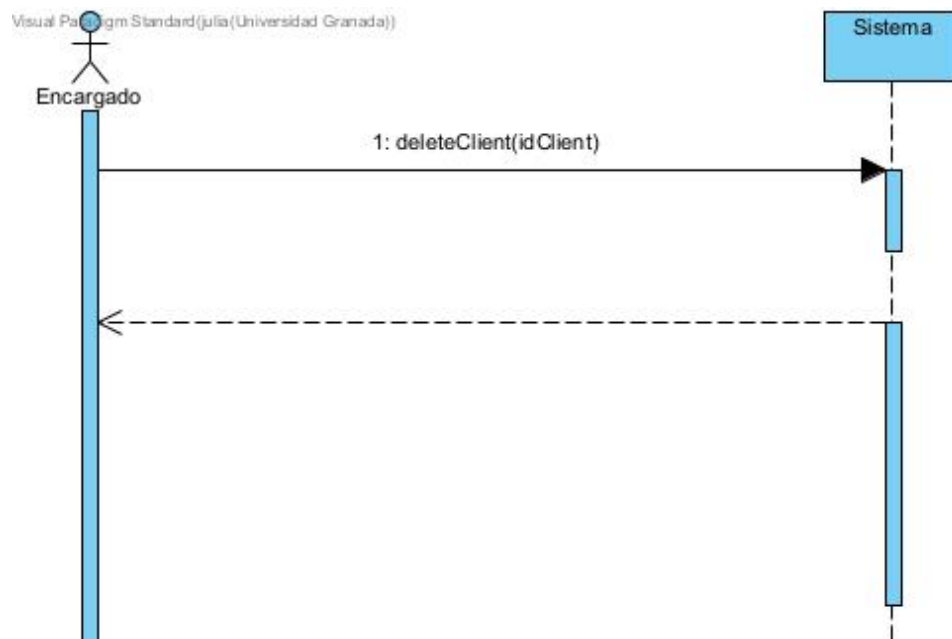 Visual Paradigm Standard(julia(Universidad Granada))
Sistema
Encargado
1: deleteClient(idClient)